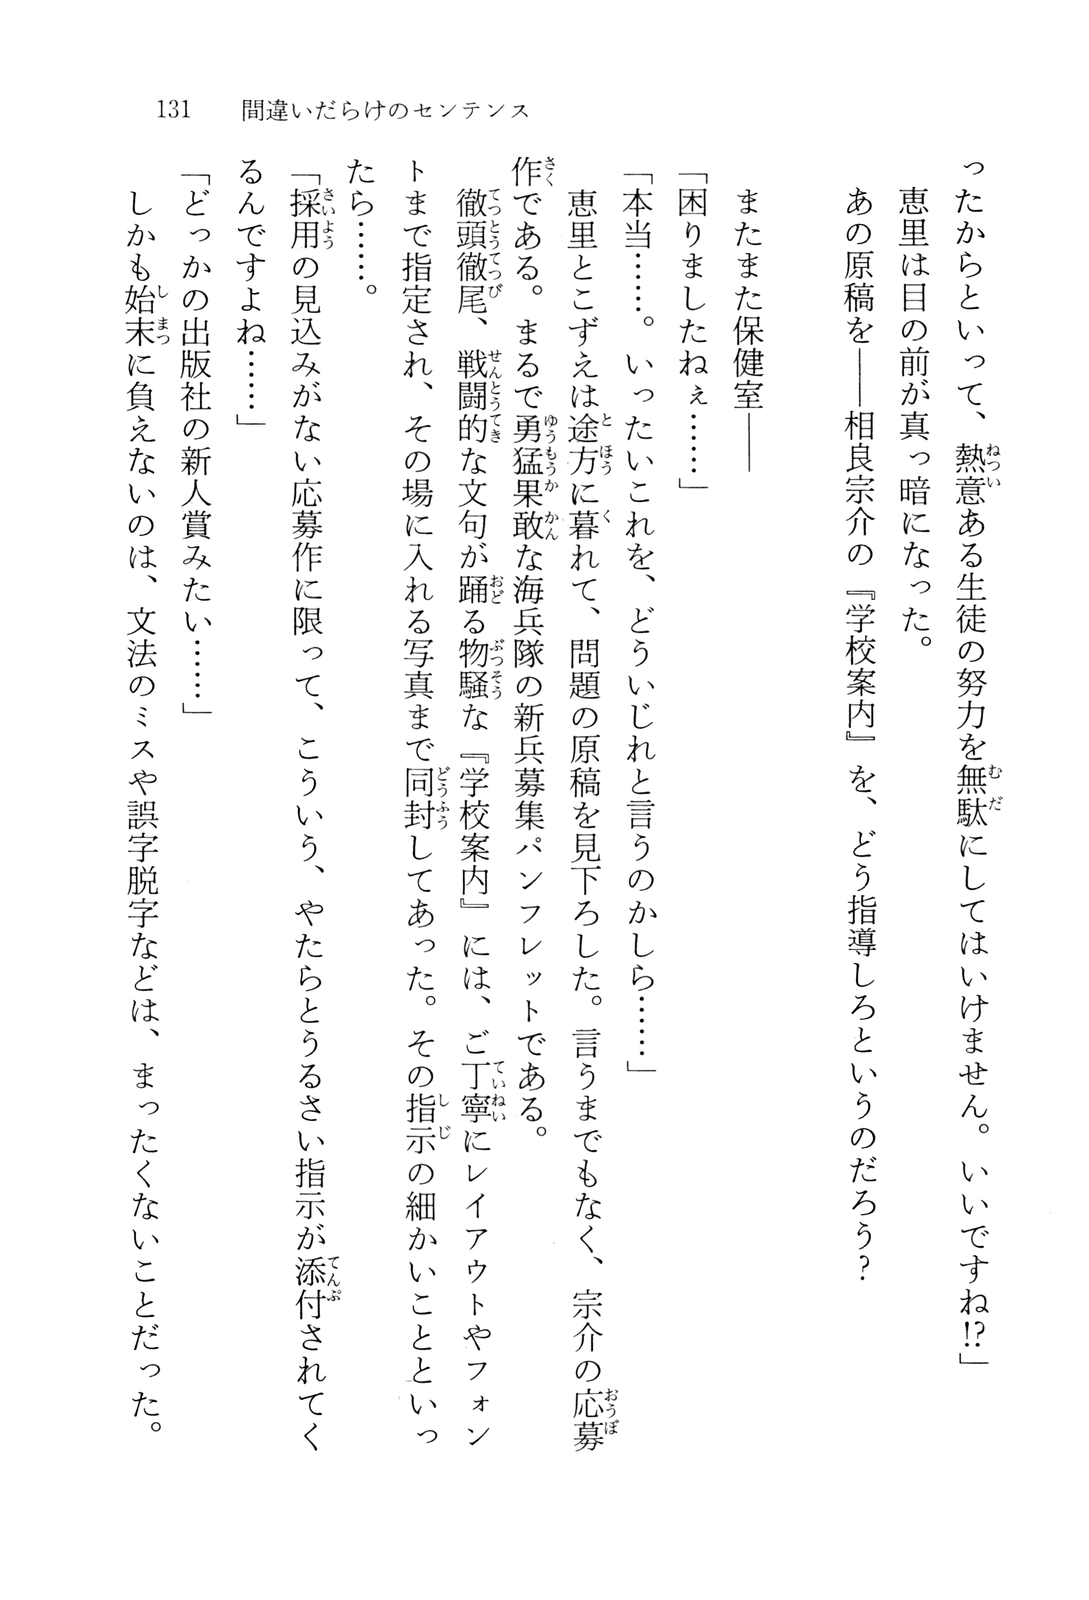 131　間違いだらけのセンテンス
ったからといって、熱意ある生徒の努力を無駄にしてはいけません。いいですね!?」
恵里は目の前が真っ暗になった。
あの原稿を――相良宗介の『学校案内』を、どう指導しろというのだろう？
またまた保健室――
「困りましたねぇ……」
「本当……。いったいこれを、どういじれと言うのかしら……」
恵里とこずえは途方に暮れて、問題の原稿を見下ろした。言うまでもなく、宗介の応募
作である。まるで勇猛果敢な海兵隊の新兵募集パンフレットである。
徹頭徹尾、戦闘的な文句が踊る物騒な『学校案内』には、ご丁寧にレイアウトやフォン
トまで指定され、その場に入れる写真まで同封してあった。その指示の細かいことといっ
たら……。
「採用の見込みがない応募作に限って、こういう、やたらとうるさい指示が添付されてく
るんですよね……」
「どっかの出版社の新人賞みたい……」
しかも始末に負えないのは、文法のミスや誤字脱字などは、まったくないことだった。